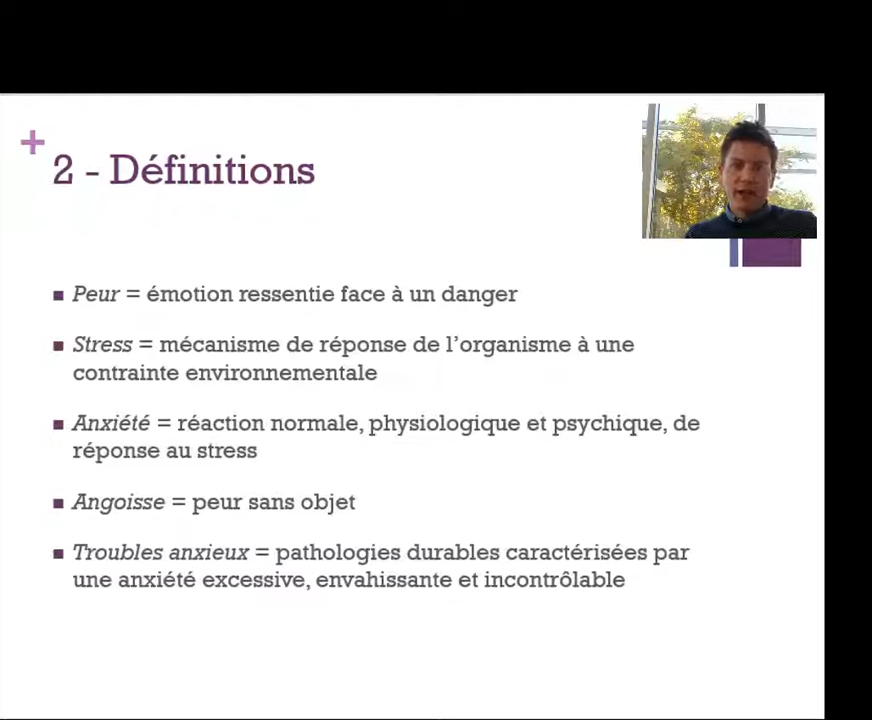 2 - Définitions
Peur = émotion ressentie face à un danger
Stress = mécanisme de réponse de l’organisme à une
contrainte environnementale
Anxiété = réaction normale, physiologique et psychique, de
réponse au stress
Angoisse = peur sans objet
Troubles anxieux = pathologies durables caractérisées par
une anxiété excessive, envahissante et incontrôlable